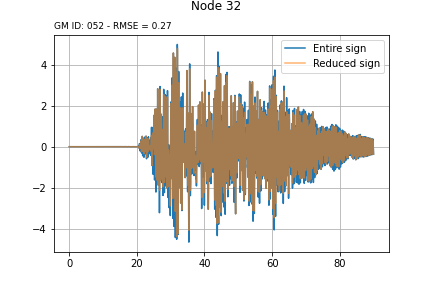 Node 32
GM ID: 052 - RMSE = 0.27
Entire sign
Reduced sign
4
2
0
−2
−4
0 20 40 60 80